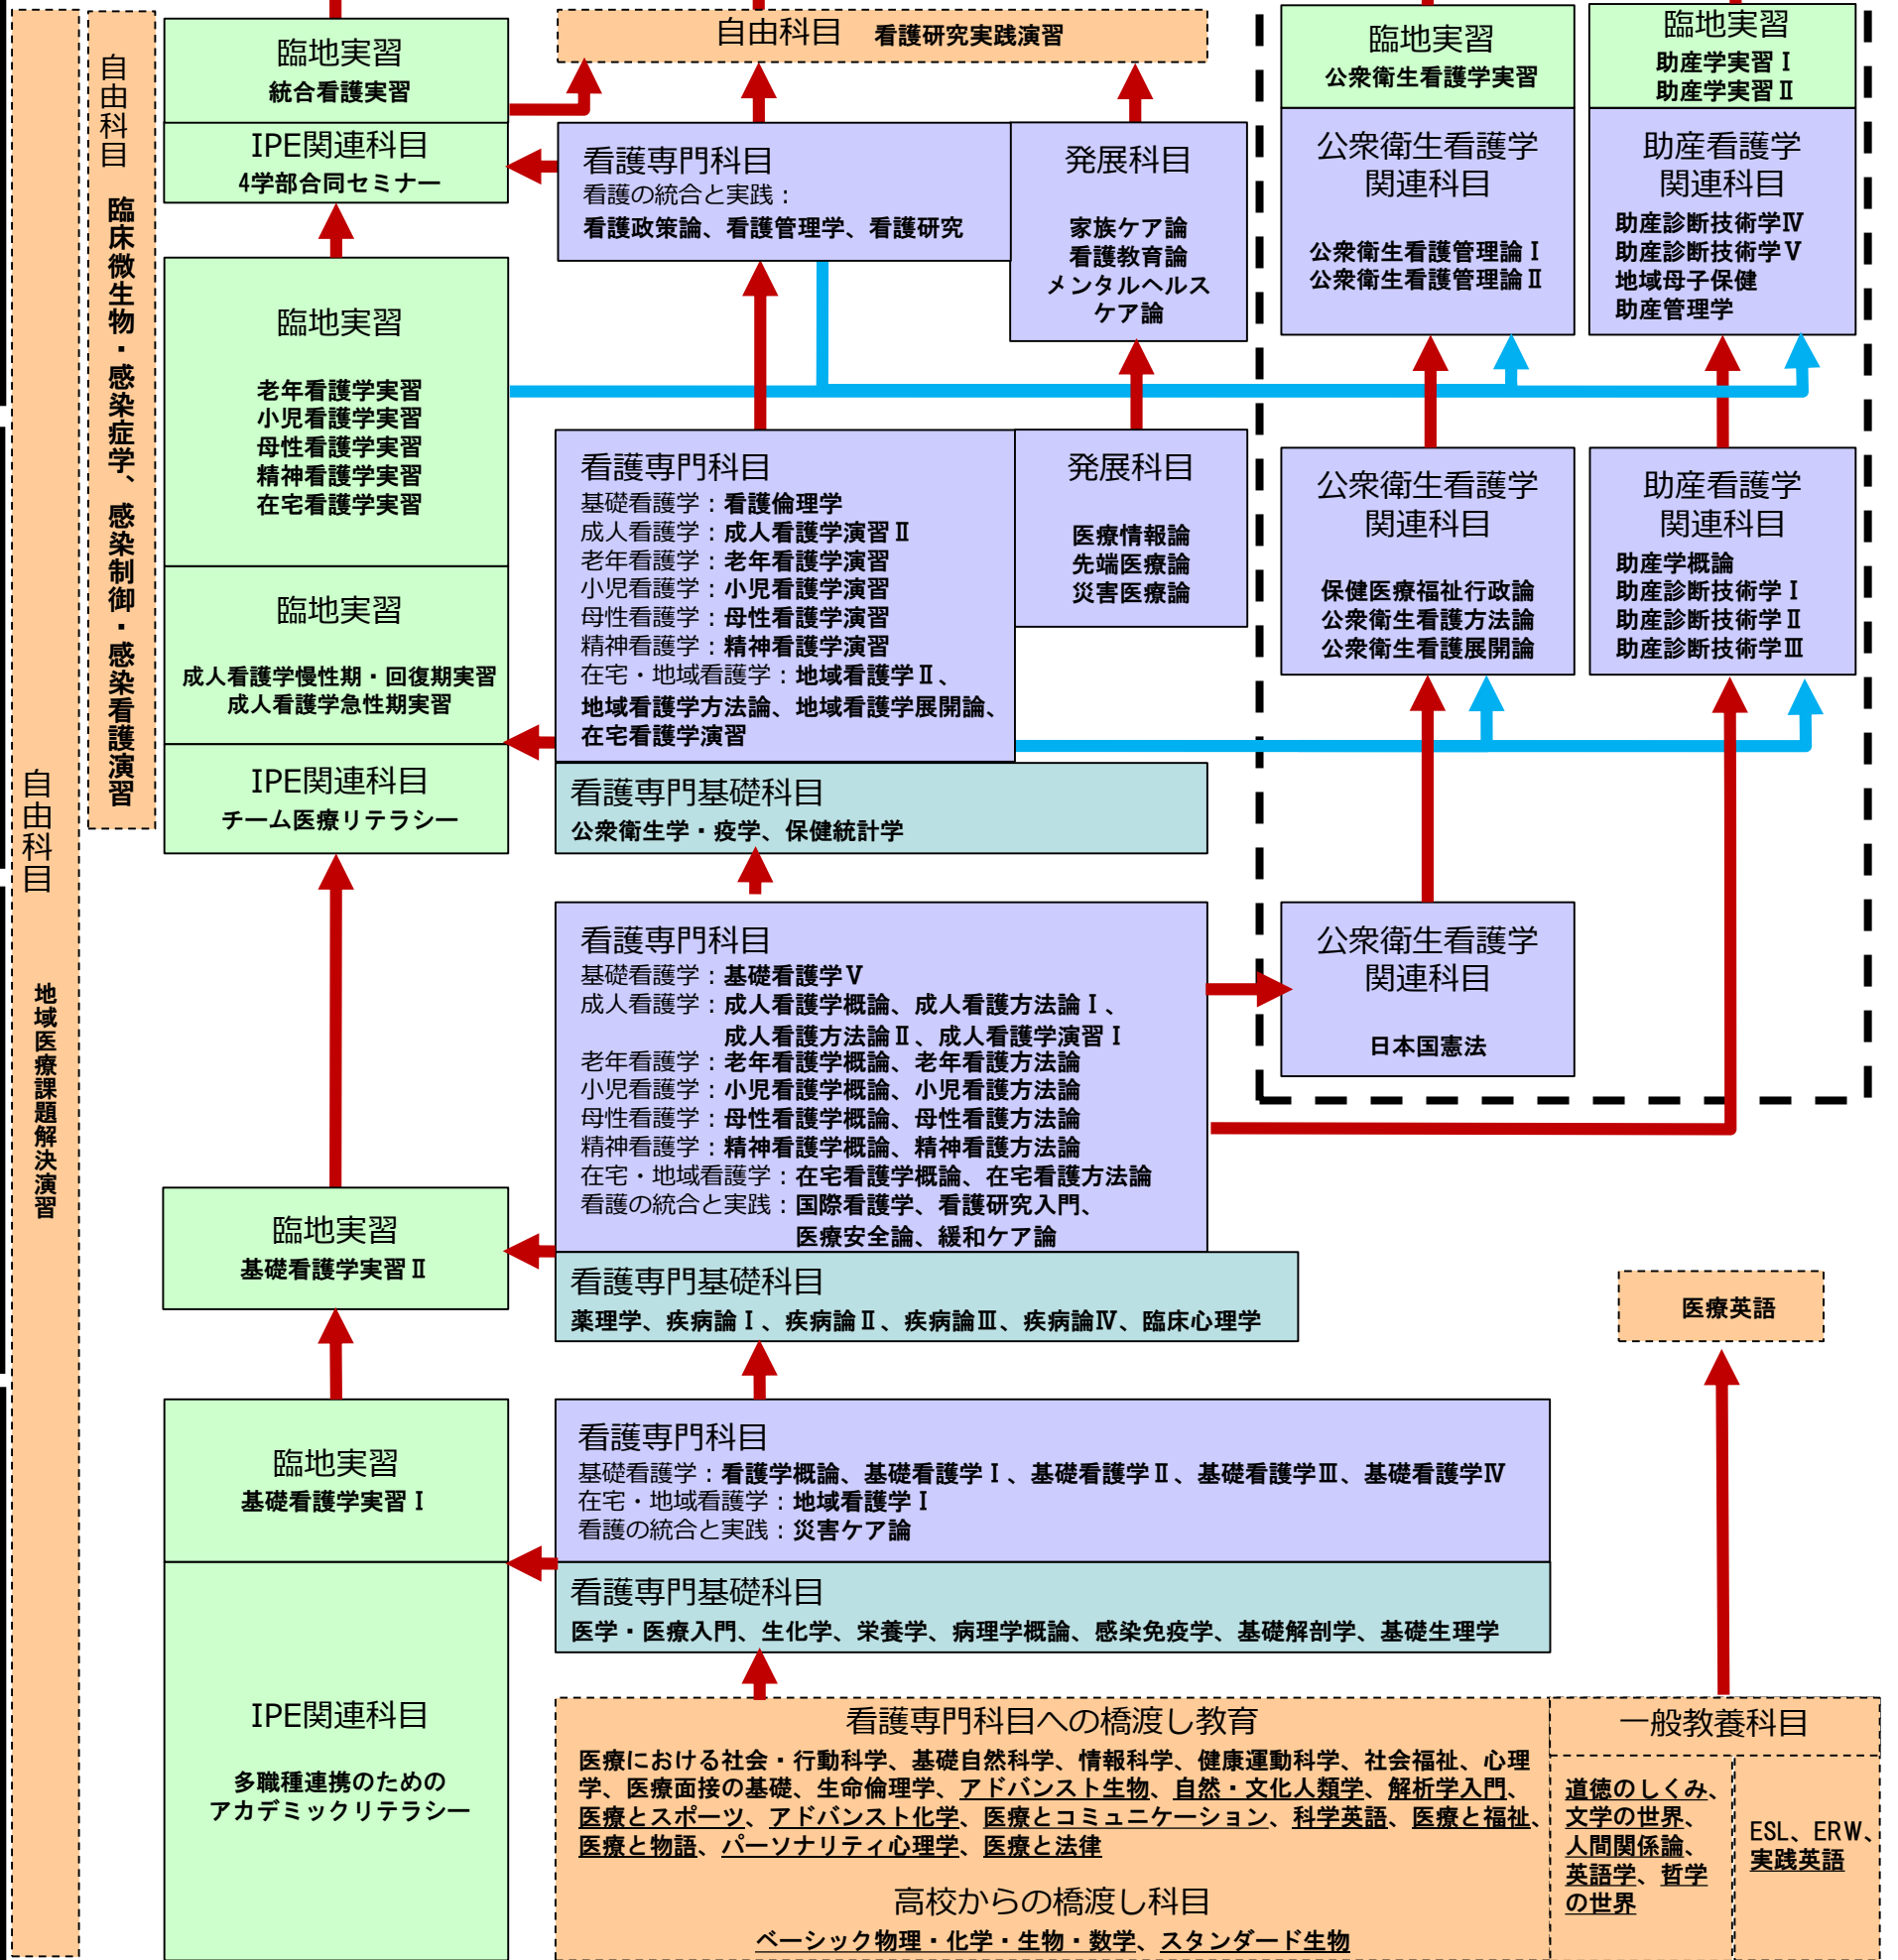 自由科目
地域医療課題解決演習
自由科目 臨床微生物・感染症学、感染制御・感染看護演習
臨地実習
統合看護実習
IPE関連科目
4学部合同セミナー
自由科目 看護研究実践演習
看護専門科目
看護の統合と実践：
看護政策論、看護管理学、看護研究
発展科目
家族ケア論
看護教育論
メンタルヘルス
ケア論
臨地実習
公衆衛生看護学実習
公衆衛生看護学
関連科目
公衆衛生看護管理論Ⅰ
公衆衛生看護管理論Ⅱ
臨地実習
助産学実習Ⅰ
助産学実習Ⅱ
助産看護学
関連科目
助産診断技術学Ⅳ
助産診断技術学Ⅴ
地域母子保健
助産管理学
臨地実習
老年看護学実習
小児看護学実習
母性看護学実習
精神看護学実習
在宅看護学実習
臨地実習
成人看護学慢性期・回復期実習
成人看護学急性期実習
IPE関連科目
チーム医療リテラシー
看護専門科目
基礎看護学：看護倫理学
成人看護学：成人看護学演習Ⅱ
老年看護学：老年看護学演習
小児看護学：小児看護学演習
母性看護学：母性看護学演習
精神看護学：精神看護学演習
在宅・地域看護学：地域看護学Ⅱ、
地域看護学方法論、地域看護学展開論、
在宅看護学演習
発展科目
医療情報論
先端医療論
災害医療論
看護専門基礎科目
公衆衛生学・疫学、保健統計学
公衆衛生看護学
関連科目
保健医療福祉行政論
公衆衛生看護方法論
公衆衛生看護展開論
助産看護学
関連科目
助産学概論
助産診断技術学Ⅰ
助産診断技術学Ⅱ
助産診断技術学Ⅲ
臨地実習
基礎看護学実習Ⅱ
看護専門科目
基礎看護学：基礎看護学Ⅴ
成人看護学：成人看護学概論、成人看護方法論Ⅰ、
成人看護方法論Ⅱ、成人看護学演習Ⅰ
老年看護学：老年看護学概論、老年看護方法論
小児看護学：小児看護学概論、小児看護方法論
母性看護学：母性看護学概論、母性看護方法論
精神看護学：精神看護学概論、精神看護方法論
在宅・地域看護学：在宅看護学概論、在宅看護方法論
看護の統合と実践：国際看護学、看護研究入門、
医療安全論、緩和ケア論
看護専門基礎科目
薬理学、疾病論Ⅰ、疾病論Ⅱ、疾病論Ⅲ、疾病論Ⅳ、臨床心理学
公衆衛生看護学
関連科目
日本国憲法
医療英語
臨地実習
基礎看護学実習Ⅰ
IPE関連科目
多職種連携のための
アカデミックリテラシー
看護専門科目
基礎看護学：看護学概論、基礎看護学Ⅰ、基礎看護学Ⅱ、基礎看護学Ⅲ、基礎看護学Ⅳ
在宅・地域看護学：地域看護学Ⅰ
看護の統合と実践：災害ケア論
看護専門基礎科目
医学・医療入門、生化学、栄養学、病理学概論、感染免疫学、基礎解剖学、基礎生理学
看護専門科目への橋渡し教育
医療における社会・行動科学、基礎自然科学、情報科学、健康運動科学、社会福祉、心理
学、医療面接の基礎、生命倫理学、アドバンスト生物、自然・文化人類学、解析学入門、
医療とスポーツ、アドバンスト化学、医療とコミュニケーション、科学英語、医療と福祉、
医療と物語、パーソナリティ心理学、医療と法律
高校からの橋渡し科目
ベーシック物理・化学・生物・数学、スタンダード生物
一般教養科目
道徳のしくみ、
文学の世界、
人間関係論、
英語学、哲学
の世界
ESL、ERW、
実践英語